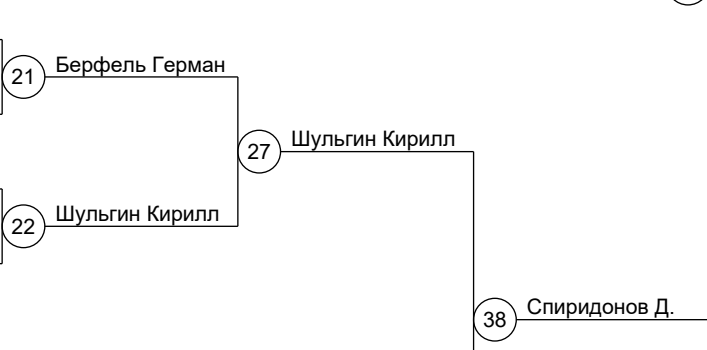 21 Берфель Герман
27 Шульгин Кирилл
22 Шульгин Кирилл
38 Спиридонов Д.